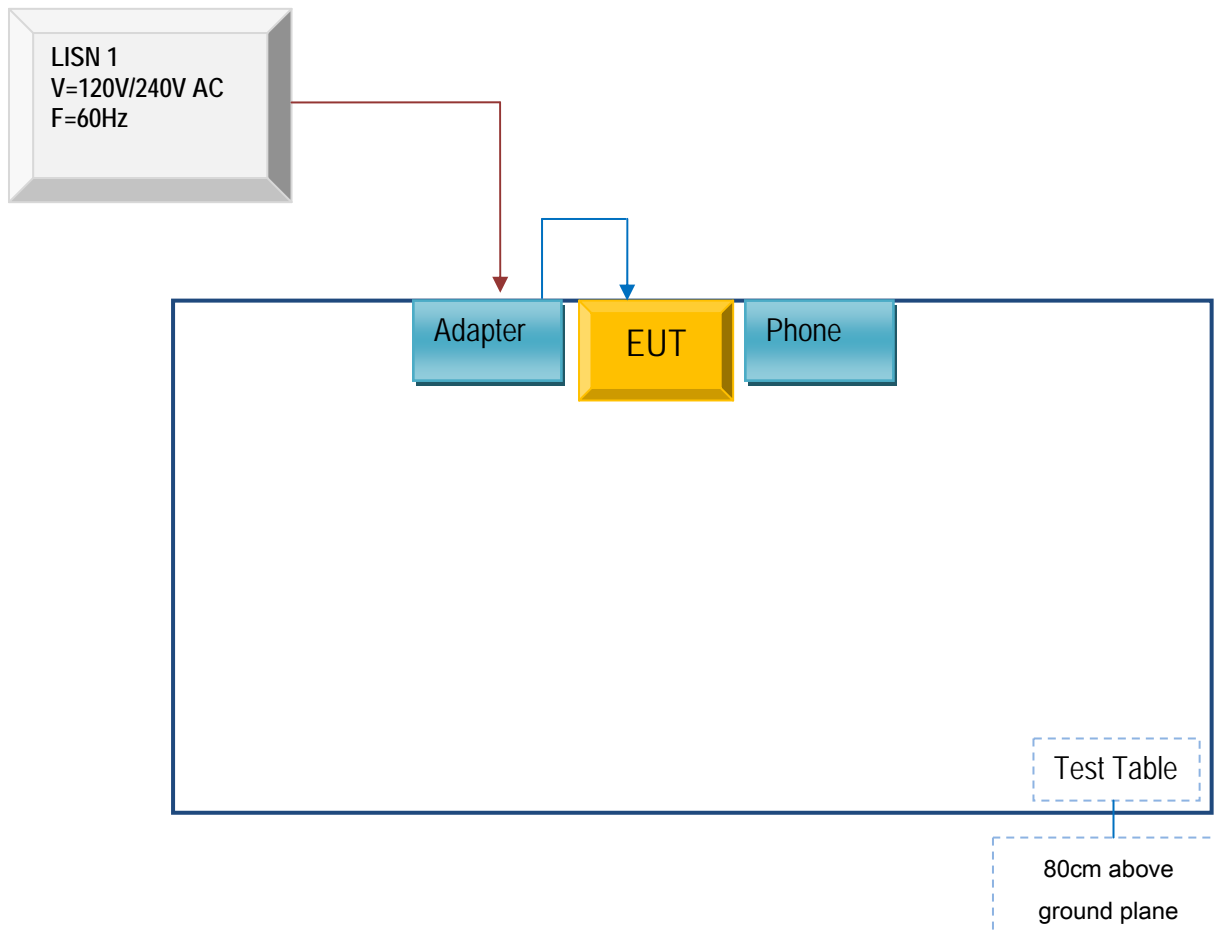 LISN 1
V=120V/240V AC
F=60Hz
Adapter
EUT
Phone
Test Table
80cm above
ground plane